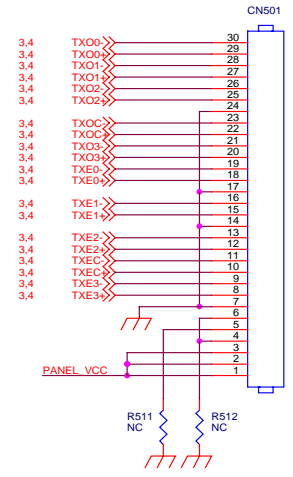 CN501
30
3,4 TXO0- 29
3,4 TXO0+ 28
3,4 TXO1- 27
3,4 TXO1+ 26
3,4 TXO2- 25
3,4 TXO2+ 24
3,4 TXOC- 23
3,4 TXOC+ 22
3,4 TXO3- 21
3,4 TXO3+ 20
3,4 TXE0- 19
3,4 TXE0+ 18
17
3,4 TXE1- 16
3,4 TXE1+ 15
14
3,4 TXE2- 13
3,4 TXE2+ 12
3,4 TXEC- 11
3,4 TXEC+ 10
3,4 TXE3- 9
3,4 TXE3+ 8
7
6
5
4
3
2
PANEL_VCC 1
R511 R512
NC NC